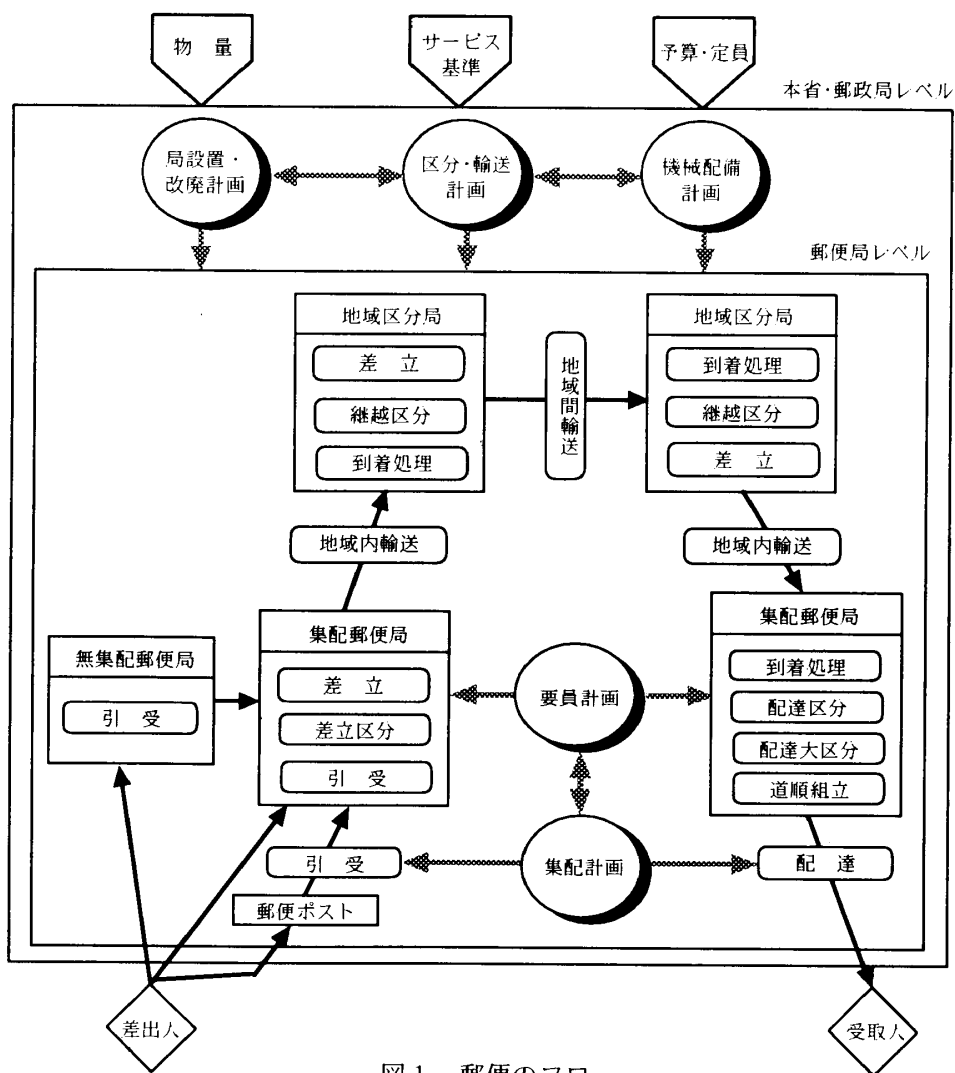 物 量
サービス
基準
予算・定員
本省・郵政局レベル
局設置・
改廃計画
区分・輸送
計画
機械配備
計画
郵便局レベル
地域区分局
差 立
継越区分
到着処理
地域間輸送
地域区分局
到着処理
継越区分
差 立
地域内輸送
地域内輸送
無集配郵便局
引 受
集配郵便局
差 立
差立区分
引 受
要員計画
集配郵便局
到着処理
配達区分
配達大区分
道順組立
引 受
集配計画
配 達
郵便ポスト
差出人
受取人
図1 郵便のフロー